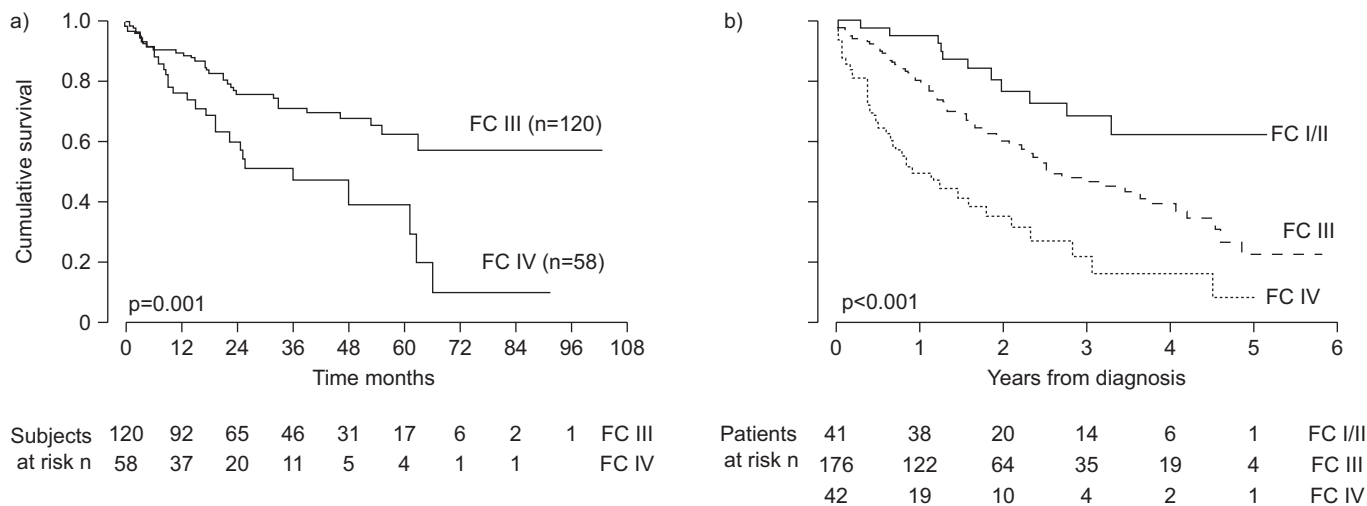 a)
1.0
0.8
0.6
0.4
0.2
0
Cumulative survival
FC III (n=120)
FC IV (n=58)
p=0.001
0 12 24 36 48 60 72 84 96 108
Time months
Subjects at risk n
120 92 65 46 31 17 6 2 1 FC III
58 37 20 11 5 4 1 1 FC IV
b)
FC I/II
FC III
FC IV
p<0.001
0 1 2 3 4 5 6
Years from diagnosis
Patients at risk n
41 38 20 14 6 1 FC I/II
176 122 64 35 19 4 FC III
42 19 10 4 2 1 FC IV